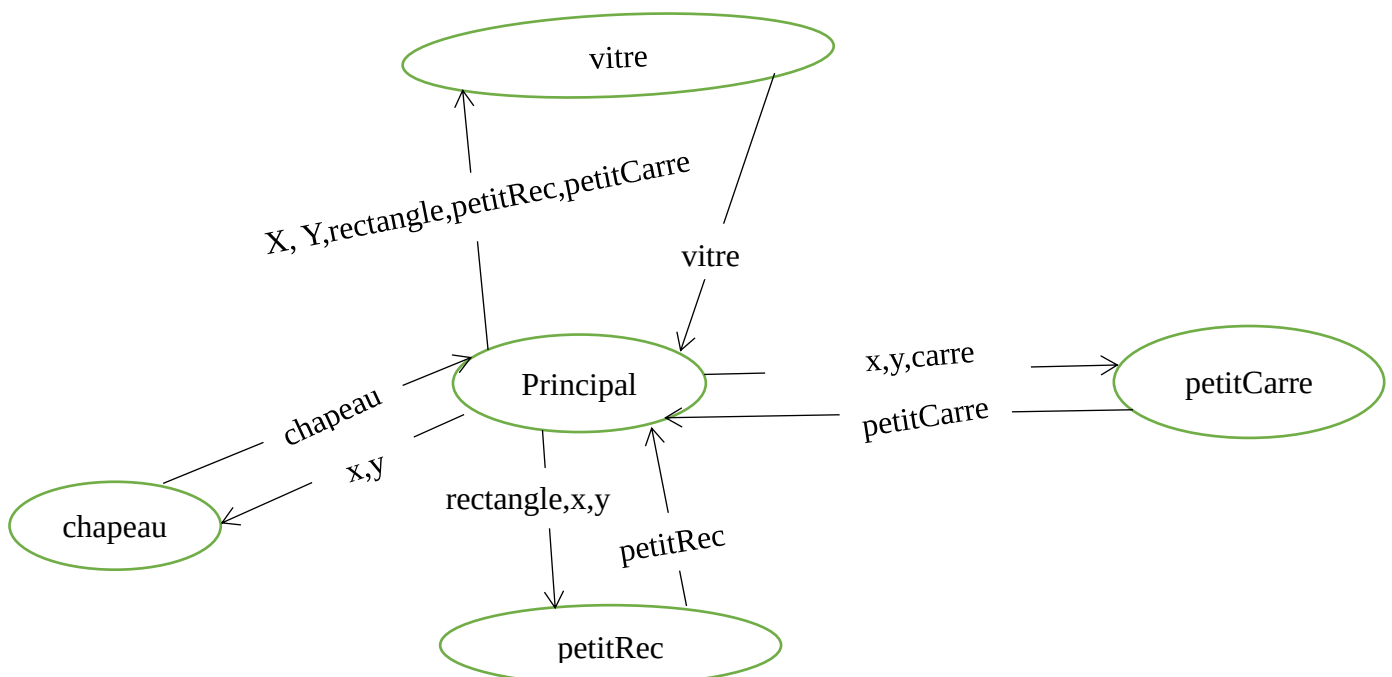 vitre
X, Y,rectangle,petitRec,petitCarre
vitre
x,y,carre
Principal
petitCarre
petitCarre
chapeau
x,y
rectangle,x,y
chapeau
petitRec
petitRec